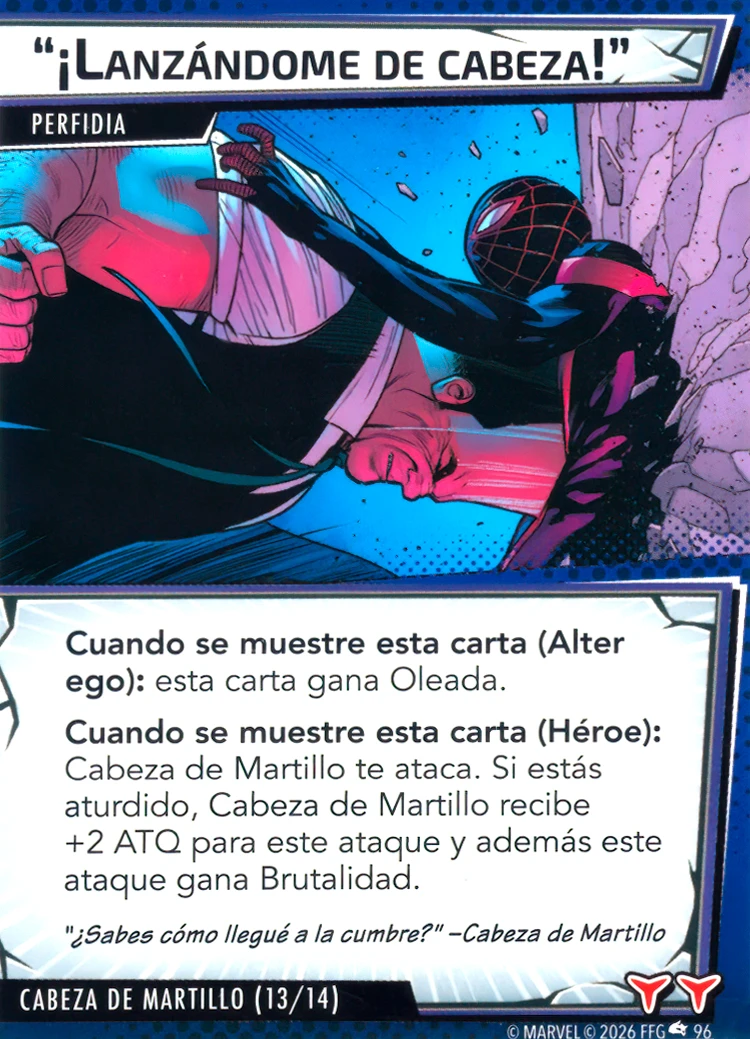 “¡Lanzándome de cabeza!”
PERFIDIA
Cuando se muestre esta carta (Alter
ego): esta carta gana Oleada.
Cuando se muestre esta carta (Héroe):
Cabeza de Martillo te ataca. Si estás
aturdido, Cabeza de Martillo recibe
+2 ATQ para este ataque y además este
ataque gana Brutalidad.
"¿Sabes cómo llegué a la cumbre?" –Cabeza de Martillo
CABEZA DE MARTILLO (13/14)
© MARVEL © 2026 FFG 96